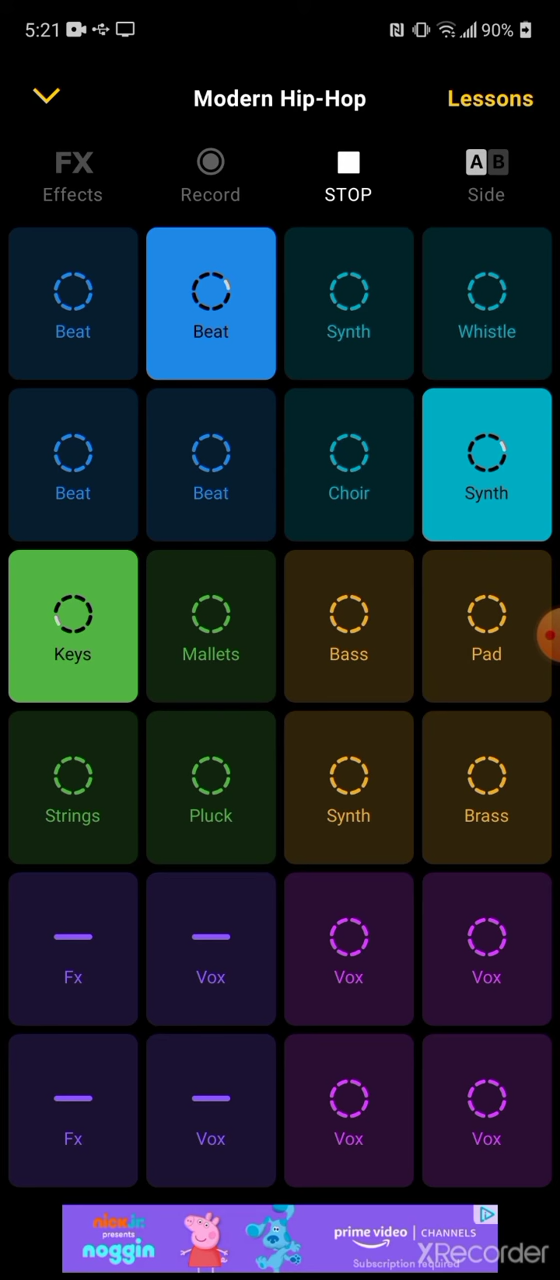 5:21 90%
Modern Hip-Hop Lessons
FX AB
Effects Record STOP Side
Beat Beat Synth Whistle
Beat Beat Choir Synth
Keys Mallets Bass Pad
Strings Pluck Synth Brass
Fx Vox Vox Vox
Fx Vox Vox Vox
nick jr.
presents
noggin
prime video | CHANNELS
Subscription required
XRecorder